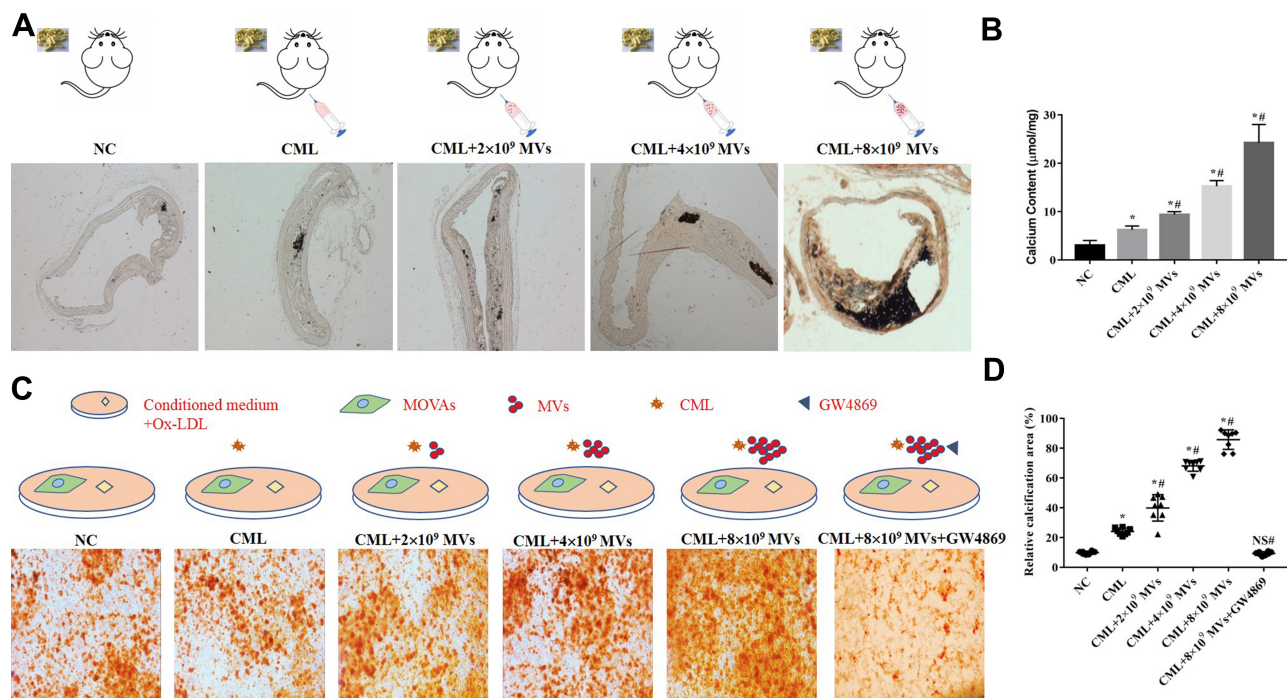 A
NC
CML
CML+2×10⁹ MVs
CML+4×10⁹ MVs
CML+8×10⁹ MVs
B
Calcium Content (μmol/mg)
30
20
10
0
*
*#
*#
*#
NC
CML
CML+2×10⁹ MVs
CML+4×10⁹ MVs
CML+8×10⁹ MVs
C
Conditioned medium
+Ox-LDL
MOVAs
MVs
CML
GW4869
NC
CML
CML+2×10⁹ MVs
CML+4×10⁹ MVs
CML+8×10⁹ MVs
CML+8×10⁹ MVs+GW4869
D
Relative calcification area (%)
100
80
60
40
20
0
*
*#
*#
*#
NS#
NC
CML
CML+2×10⁹ MVs
CML+4×10⁹ MVs
CML+8×10⁹ MVs
CML+8×10⁹ MVs+GW4869